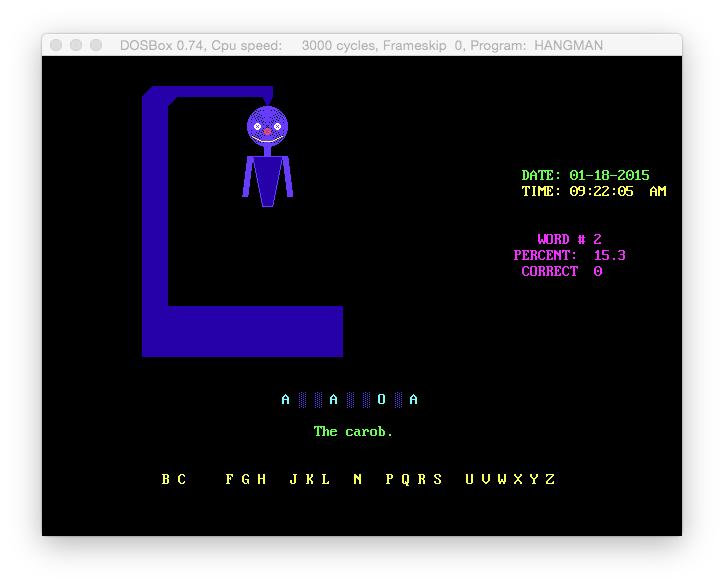 DOSBox 0.74, Cpu speed: 3000 cycles, Frameskip 0, Program: HANGMAN
DATE: 01-18-2015
TIME: 09:22:05 AM
WORD # 2
PERCENT: 15.3
CORRECT 0
A ░ ░ A ░ ░ O ░ A
The carob.
B C F G H J K L N P Q R S U V W X Y Z